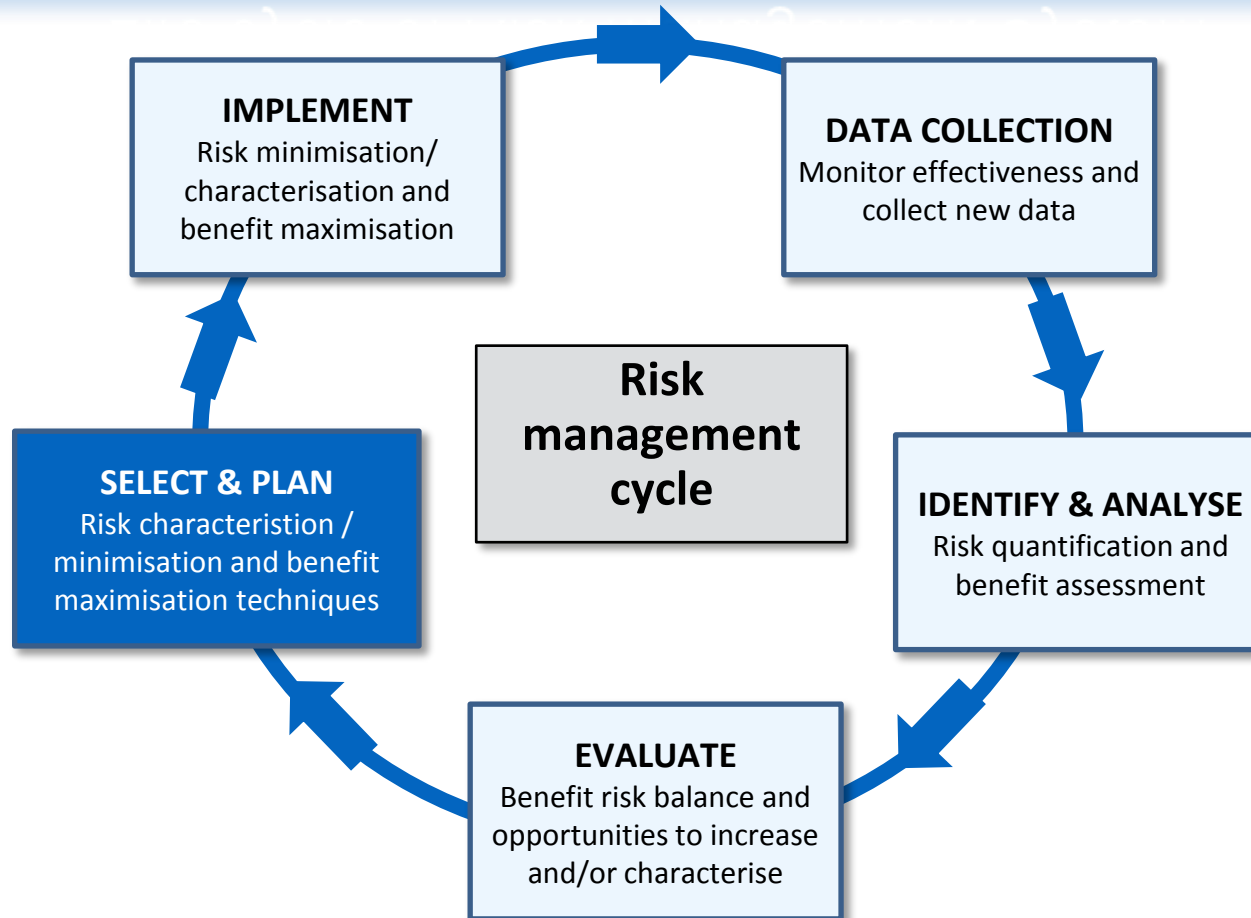 IMPLEMENT
Risk minimisation/
characterisation and
benefit maximisation
DATA COLLECTION
Monitor effectiveness and
collect new data
Risk
management
cycle
SELECT & PLAN
Risk characteristion /
minimisation and benefit
maximisation techniques
IDENTIFY & ANALYSE
Risk quantification and
benefit assessment
EVALUATE
Benefit risk balance and
opportunities to increase
and/or characterise